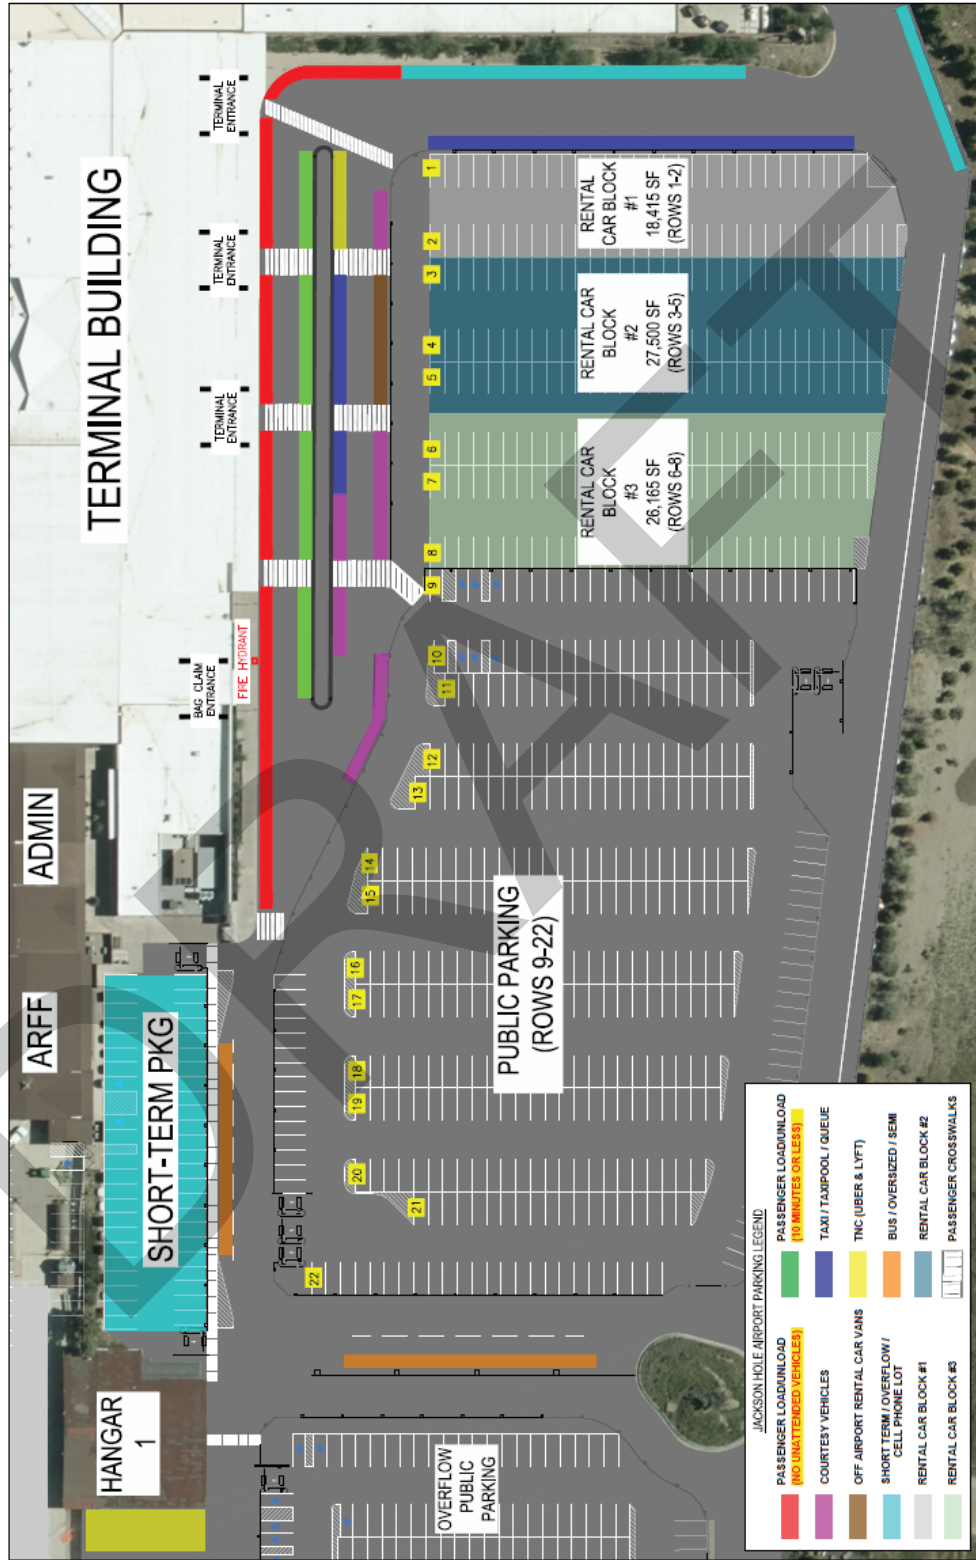 TERMINAL BUILDING
ADMIN
ARFF
HANGAR
1
TERMINAL
ENTRANCE
TERMINAL
ENTRANCE
TERMINAL
ENTRANCE
BAG CLAIM
ENTRANCE
FIRE HYDRANT
SHORT-TERM PKG
RENTAL
CAR BLOCK
#1
18,415 SF
(ROWS 1-2)
RENTAL CAR
BLOCK
#2
27,500 SF
(ROWS 3-5)
RENTAL CAR
BLOCK
#3
26,165 SF
(ROWS 6-8)
PUBLIC PARKING
(ROWS 9-22)
OVERFLOW
PUBLIC
PARKING
1
2
3
4
5
6
7
8
9
10
11
12
13
14
15
16
17
18
19
20
21
22
JACKSON HOLE AIRPORT PARKING LEGEND
PASSENGER LOAD/UNLOAD
(NO UNATTENDED VEHICLES)
COURTESY VEHICLES
OFF AIRPORT RENTAL CAR VANS
SHORT TERM / OVERFLOW /
CELL PHONE LOT
RENTAL CAR BLOCK #1
RENTAL CAR BLOCK #3
PASSENGER LOAD/UNLOAD
(10 MINUTES OR LESS)
TAXI / TAXIPOOL / QUEUE
TNC (UBER & LYFT)
BUS / OVERSIZED / SEMI
RENTAL CAR BLOCK #2
PASSENGER CROSSWALKS
DRAFT